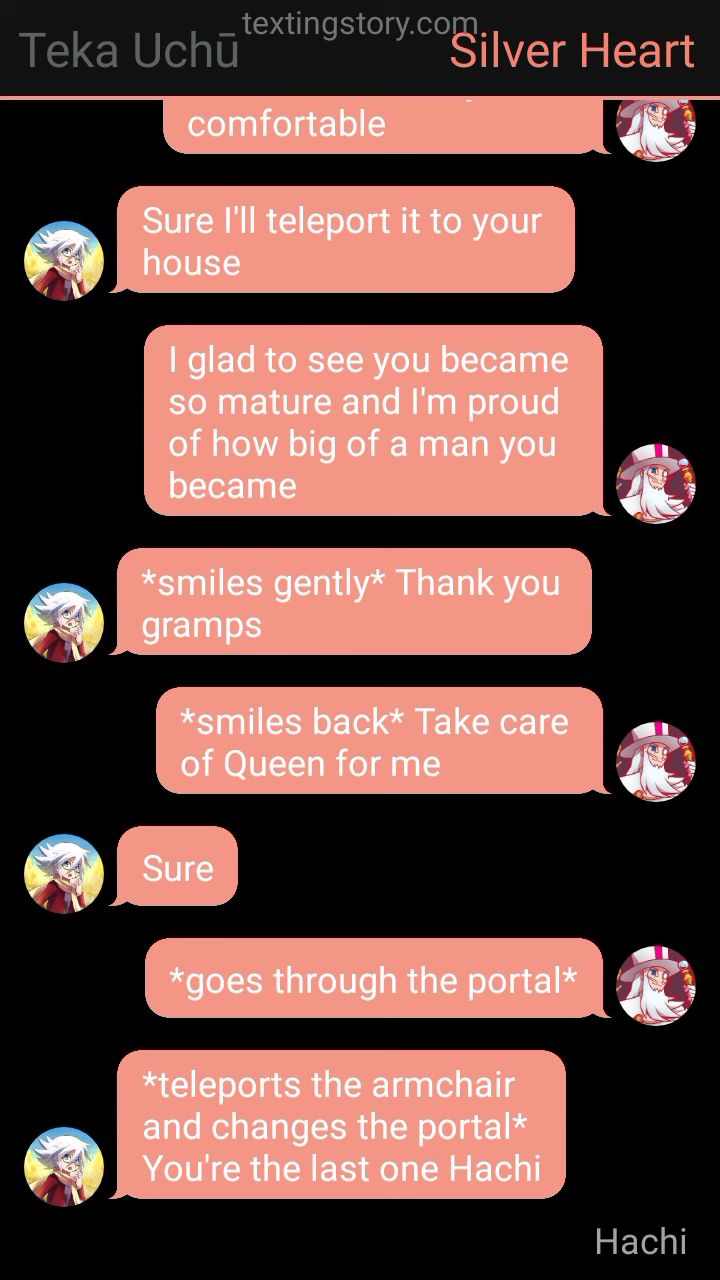 textingstory.com
Teka Uchū
Silver Heart
comfortable
Sure I'll teleport it to your
house
I glad to see you became
so mature and I'm proud
of how big of a man you
became
*smiles gently* Thank you
gramps
*smiles back* Take care
of Queen for me
Sure
*goes through the portal*
*teleports the armchair
and changes the portal*
You're the last one Hachi
Hachi